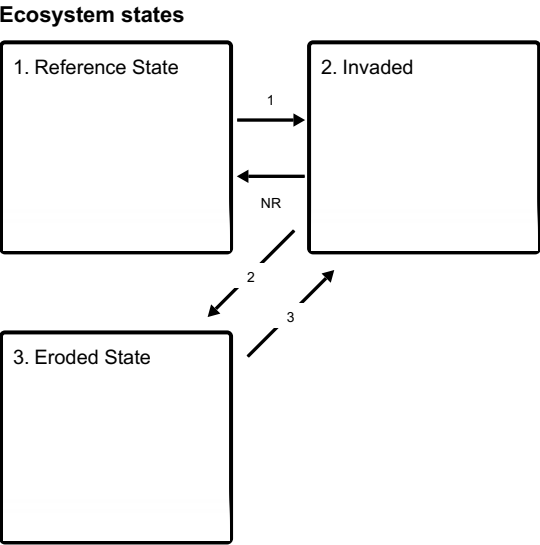 Ecosystem states
1. Reference State
2. Invaded
1
NR
2
3
3. Eroded State